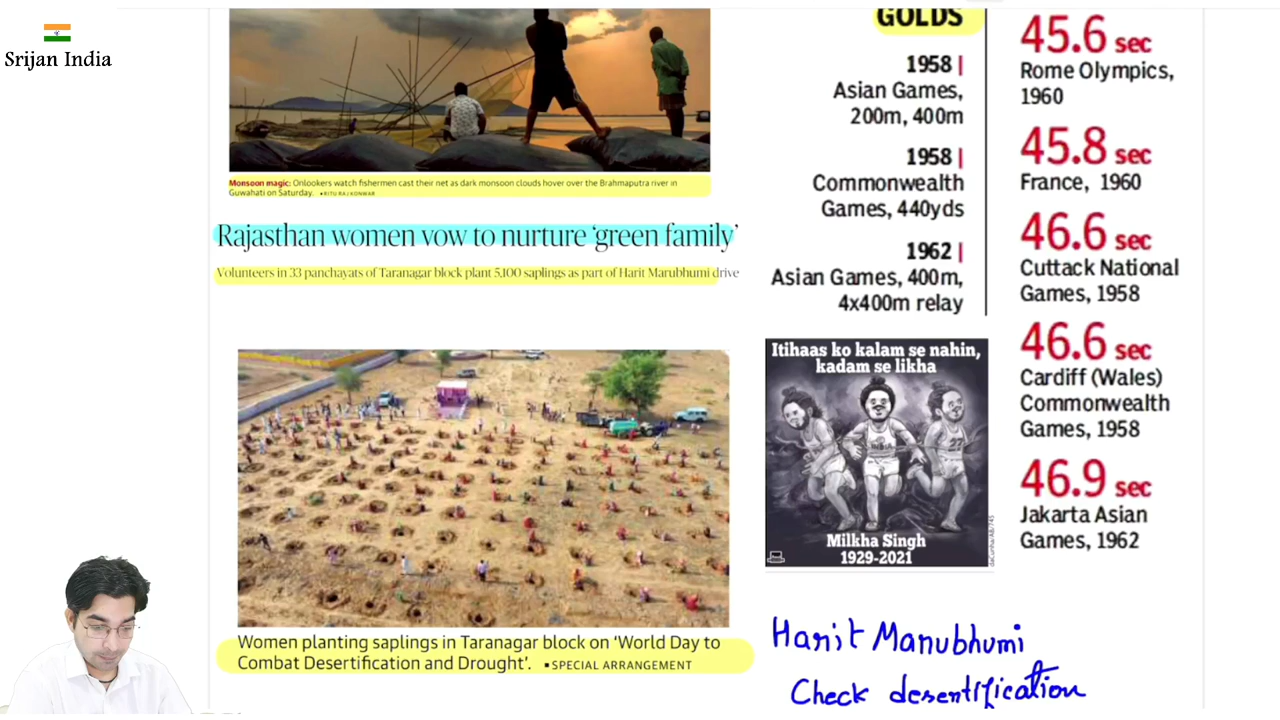 Srijan India
Monsoon magic: Onlookers watch fishermen cast their net as dark monsoon clouds hover over the Brahmaputra river in
Guwahati on Saturday. •RITU RAJ KONWAR
Rajasthan women vow to nurture ‘green family’
Volunteers in 33 panchayats of Taranagar block plant 5,100 saplings as part of Harit Marubhumi drive
Women planting saplings in Taranagar block on ‘World Day to
Combat Desertification and Drought’. ▪SPECIAL ARRANGEMENT
GOLDS
1958 |
Asian Games,
200m, 400m
1958 |
Commonwealth
Games, 440yds
1962 |
Asian Games, 400m,
4x400m relay
45.6 sec
Rome Olympics,
1960
45.8 sec
France, 1960
46.6 sec
Cuttack National
Games, 1958
46.6 sec
Cardiff (Wales)
Commonwealth
Games, 1958
46.9 sec
Jakarta Asian
Games, 1962
Itihaas ko kalam se nahin,
kadam se likha
INDIA
Milkha Singh
1929-2021
Harit Marubhumi
Check desertification